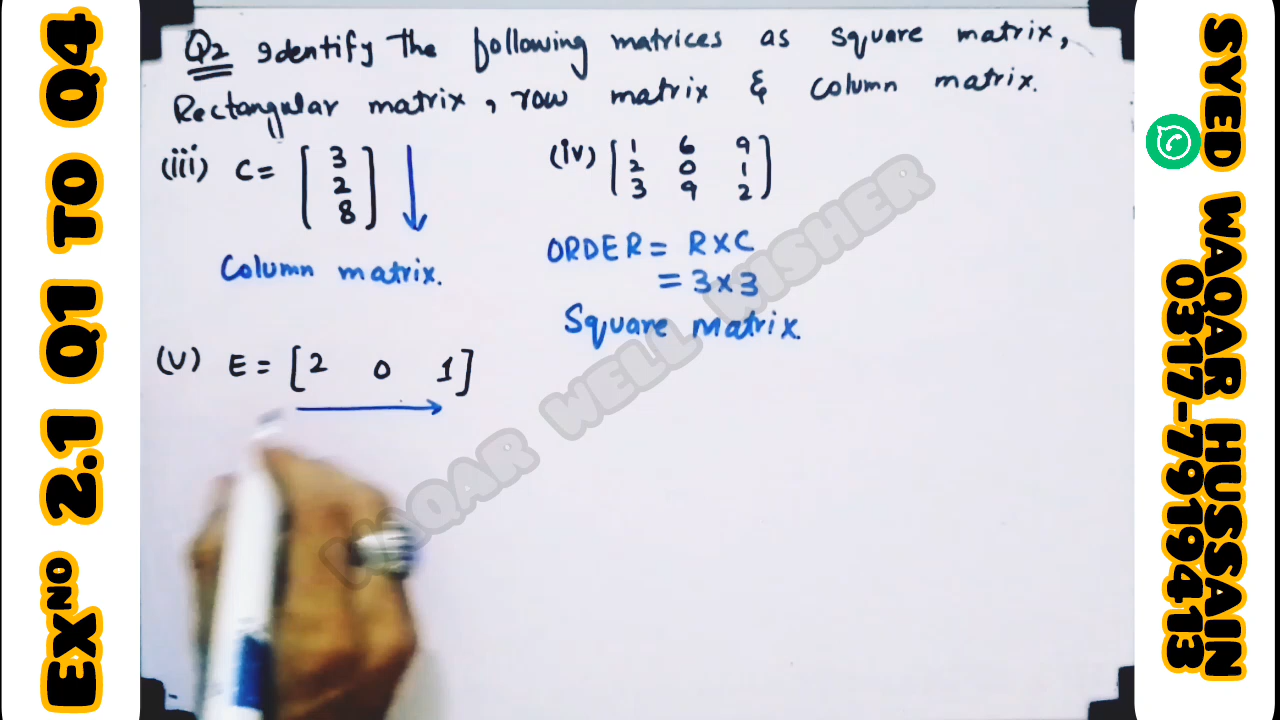 EXNO 2.1 Q1 TO Q4
Q2 Identify the following matrices as square matrix,
Rectangular matrix, row matrix & column matrix.
(iii) C = [3
2
8]
Column matrix.
(iv) [1 6 9
2 0 1
3 9 2]
ORDER = R×C
= 3×3
Square matrix.
(v) E = [2 0 1]
WAQAR WELL WISHER
SYED WAQAR HUSSAIN
0317-7919413